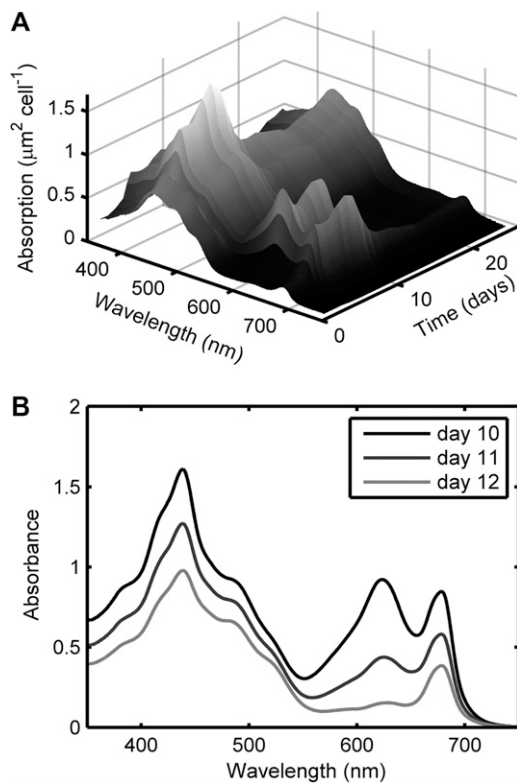 A
Absorption (μm² cell⁻¹)
1.5
1
0.5
0
400
500
600
700
Wavelength (nm)
0
10
20
Time (days)
B
2
1.5
1
0.5
0
Absorbance
day 10
day 11
day 12
400
500
600
700
Wavelength (nm)